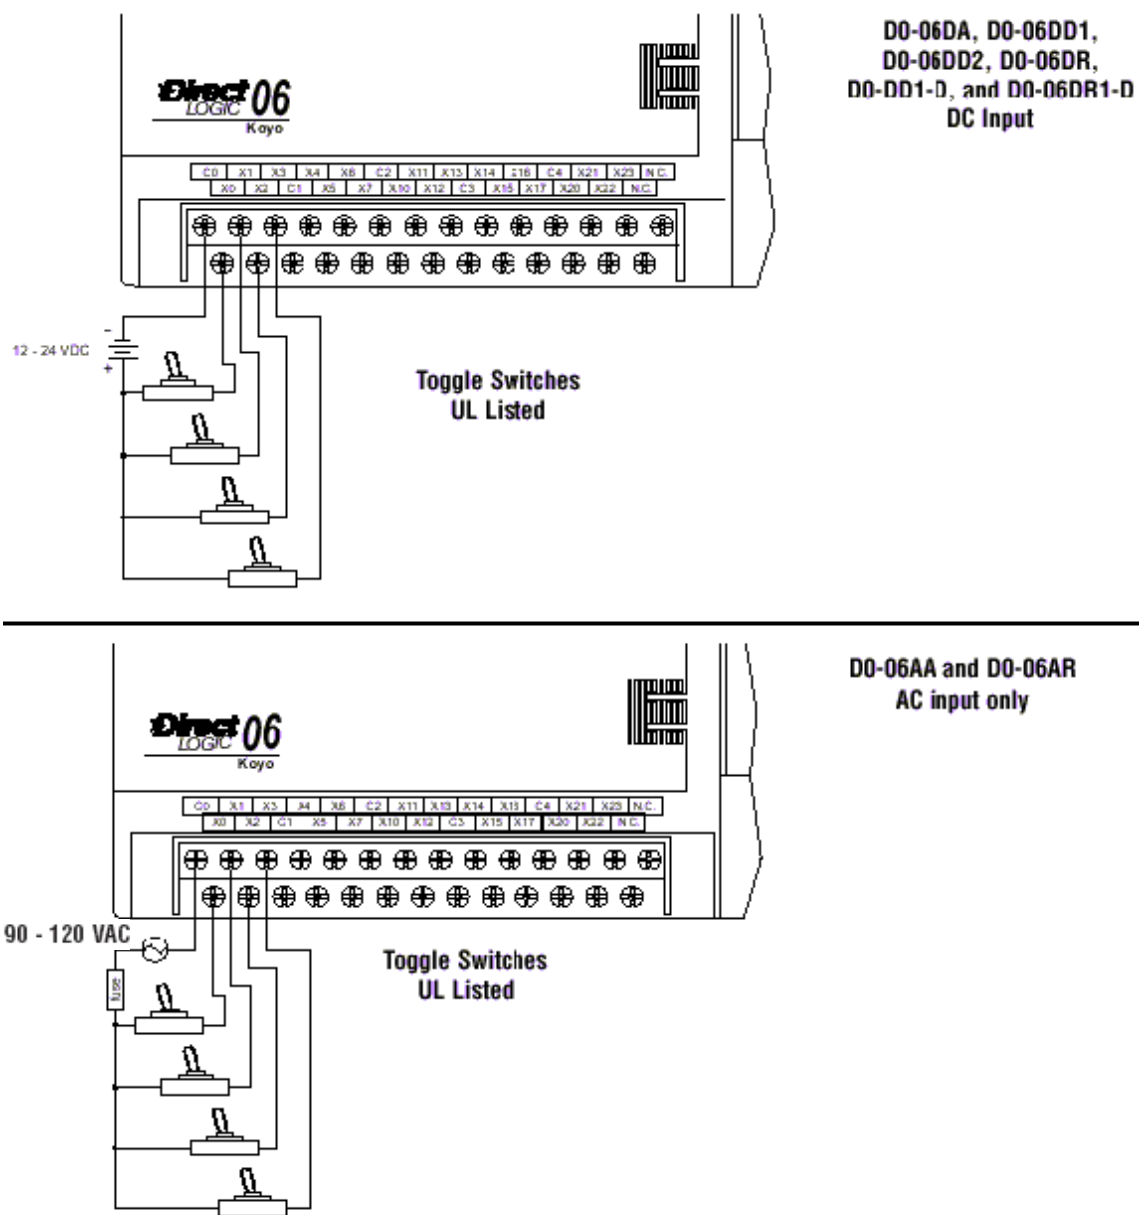 D0-06DA, D0-06DD1,
D0-06DD2, D0-06DR,
D0-DD1-D, and D0-06DR1-D
DC Input
Direct
LOGIC 06
Koyo
C0 X1 X3 X4 X6 C2 X11 X13 X14 X16 C4 X21 X23 N.C.
X0 X2 C1 X5 X7 X10 X12 C3 X15 X17 X20 X22 N.C.
-
12 - 24 VDC
+
Toggle Switches
UL Listed
D0-06AA and D0-06AR
AC input only
Direct
LOGIC 06
Koyo
C0 X1 X3 X4 X6 C2 X11 X13 X14 C4 X21 X23 N.C.
X0 X2 C1 X5 X7 X10 X12 C3 X15 X17 X20 X22 N.C.
90 - 120 VAC
fuse
Toggle Switches
UL Listed